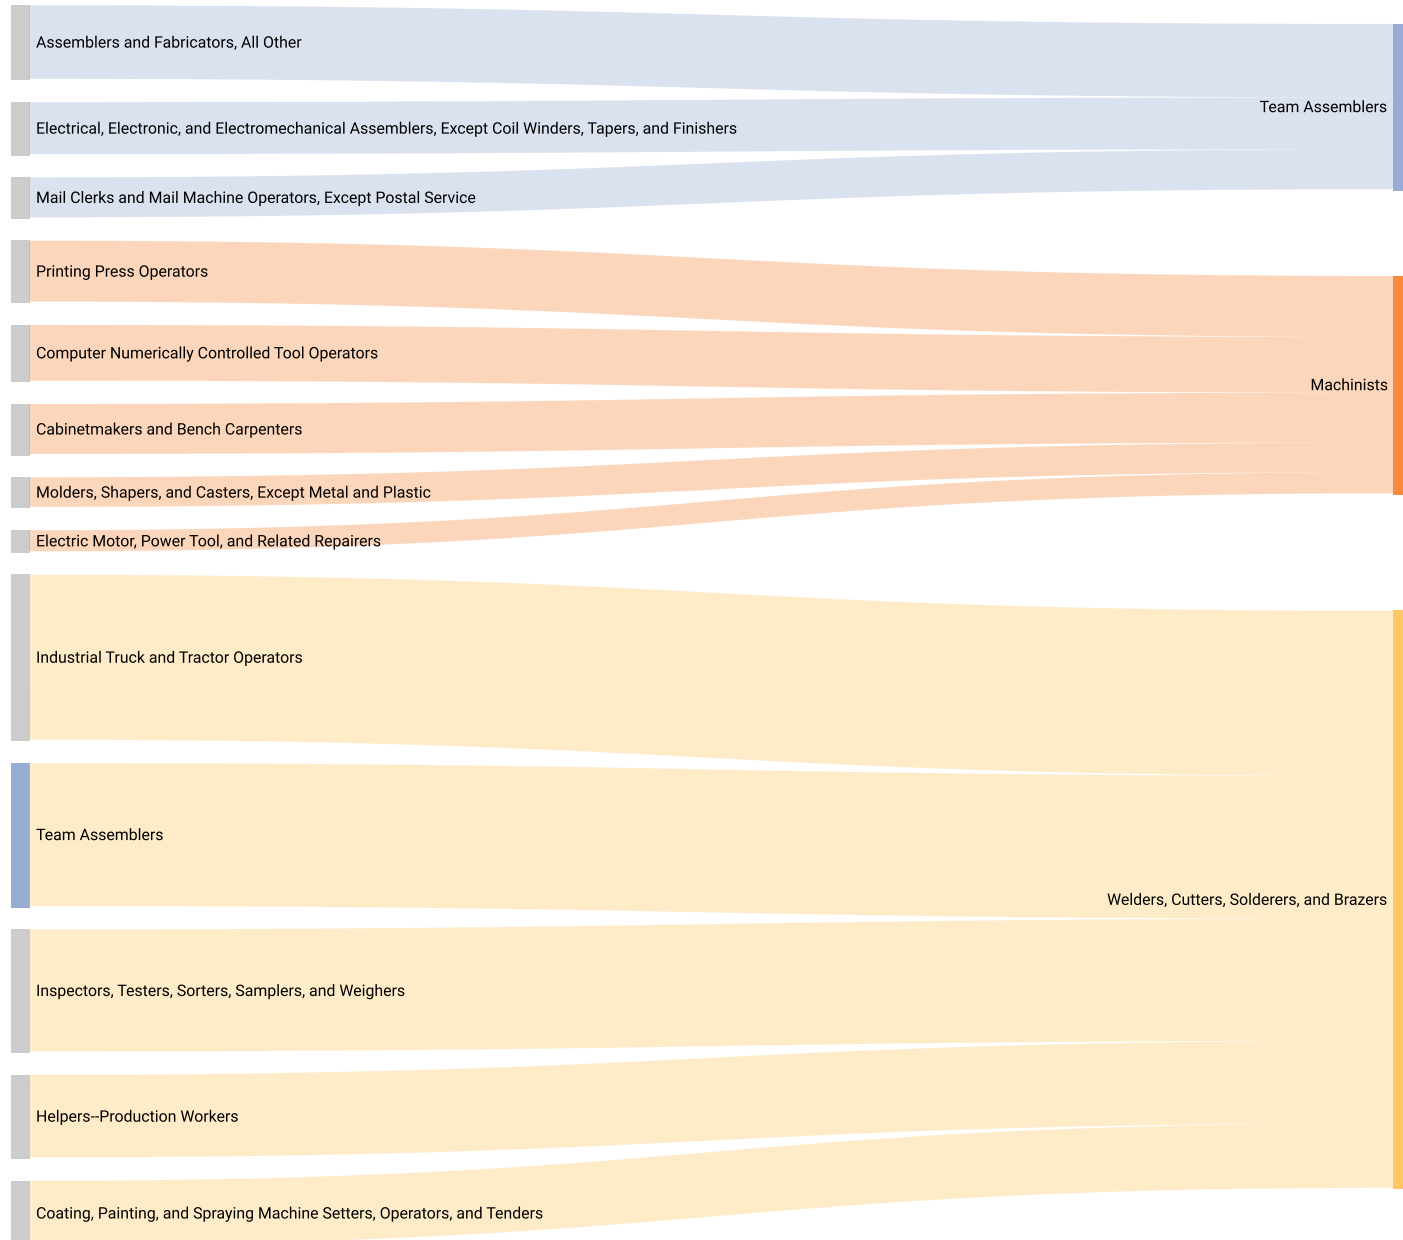 Assemblers and Fabricators, All Other
Team Assemblers
Electrical, Electronic, and Electromechanical Assemblers, Except Coil Winders, Tapers, and Finishers
Mail Clerks and Mail Machine Operators, Except Postal Service
Printing Press Operators
Computer Numerically Controlled Tool Operators
Machinists
Cabinetmakers and Bench Carpenters
Molders, Shapers, and Casters, Except Metal and Plastic
Electric Motor, Power Tool, and Related Repairers
Industrial Truck and Tractor Operators
Team Assemblers
Welders, Cutters, Solderers, and Brazers
Inspectors, Testers, Sorters, Samplers, and Weighers
Helpers--Production Workers
Coating, Painting, and Spraying Machine Setters, Operators, and Tenders